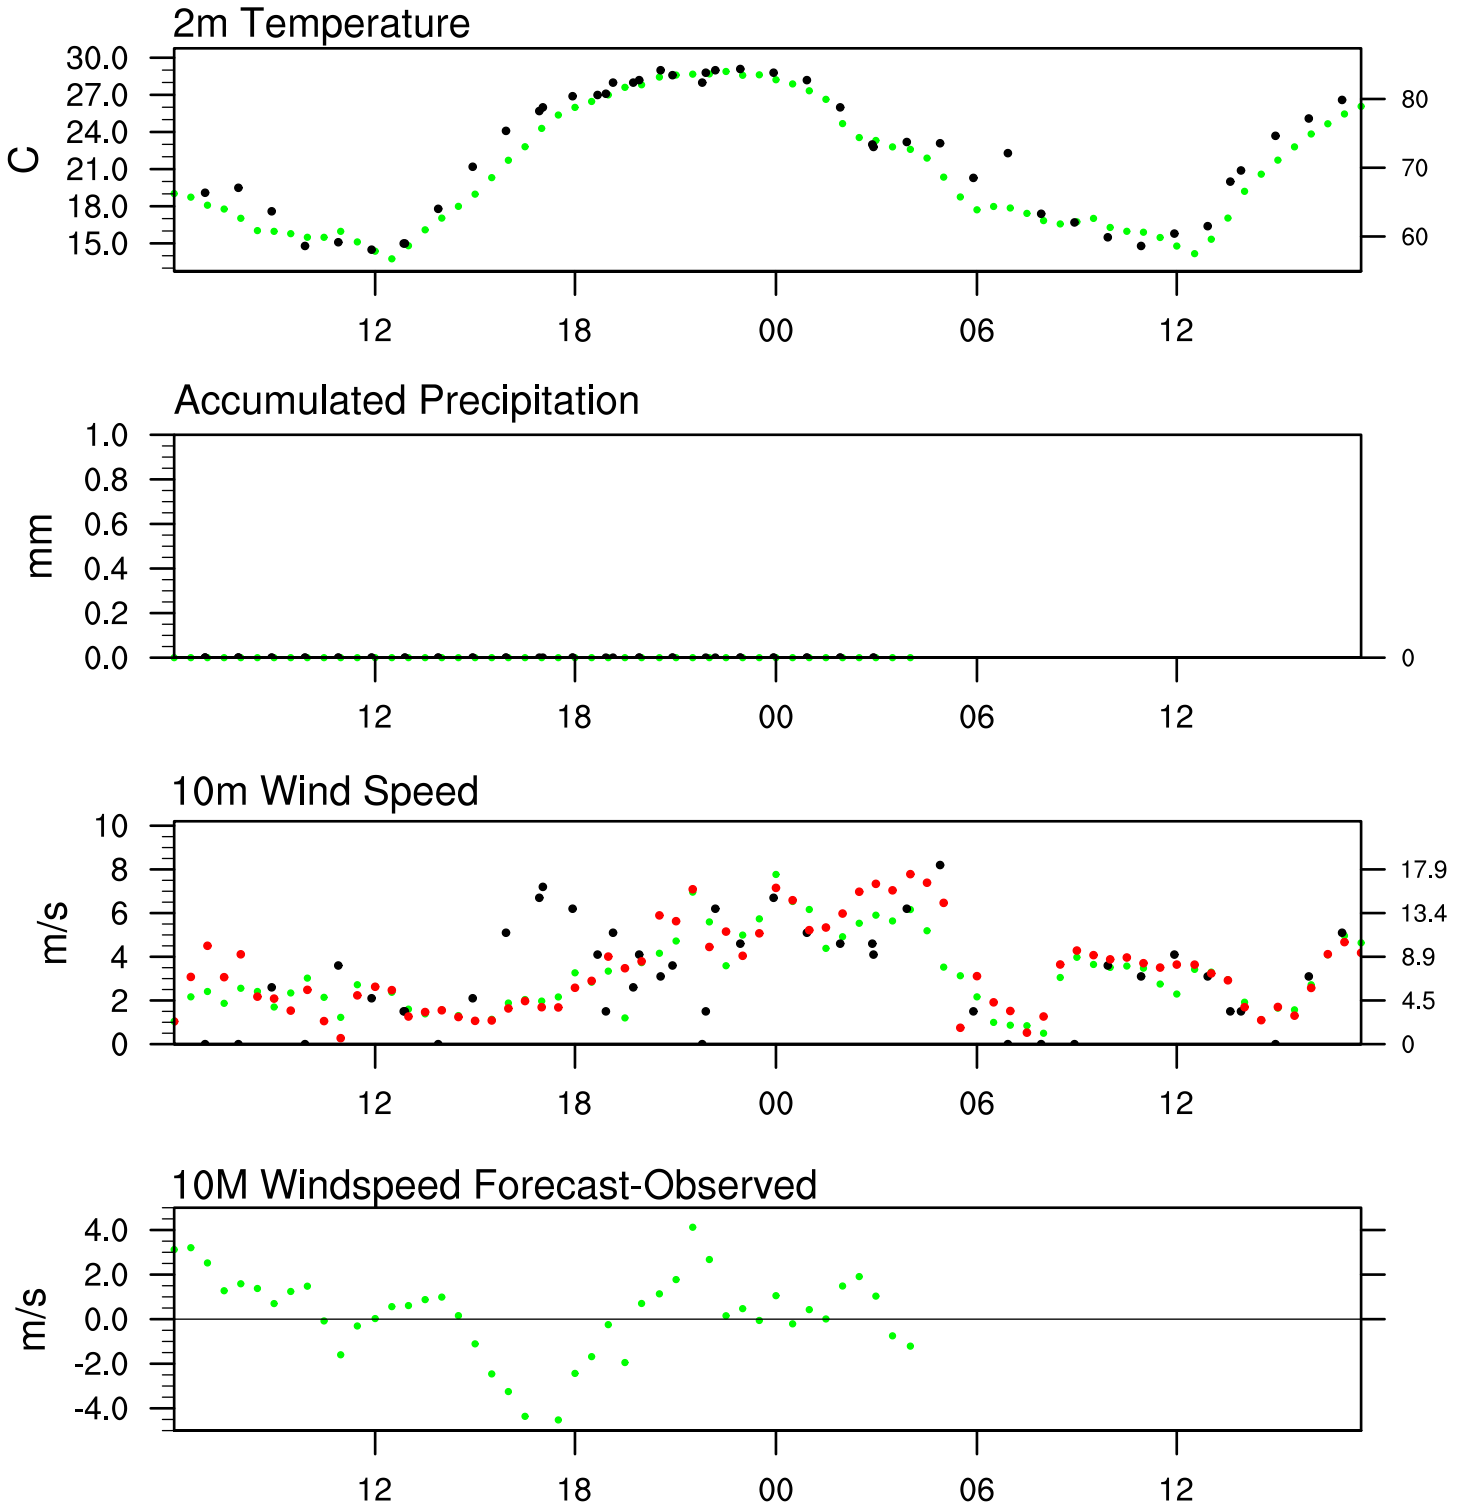 2m Temperature
30.0
27.0
24.0
21.0
18.0
15.0
C
80
70
60
12 18 00 06 12
Accumulated Precipitation
1.0
0.8
0.6
0.4
0.2
0.0
mm
0
12 18 00 06 12
10m Wind Speed
10
8
6
4
2
0
m/s
17.9
13.4
8.9
4.5
0
12 18 00 06 12
10M Windspeed Forecast-Observed
4.0
2.0
0.0
-2.0
-4.0
m/s
12 18 00 06 12